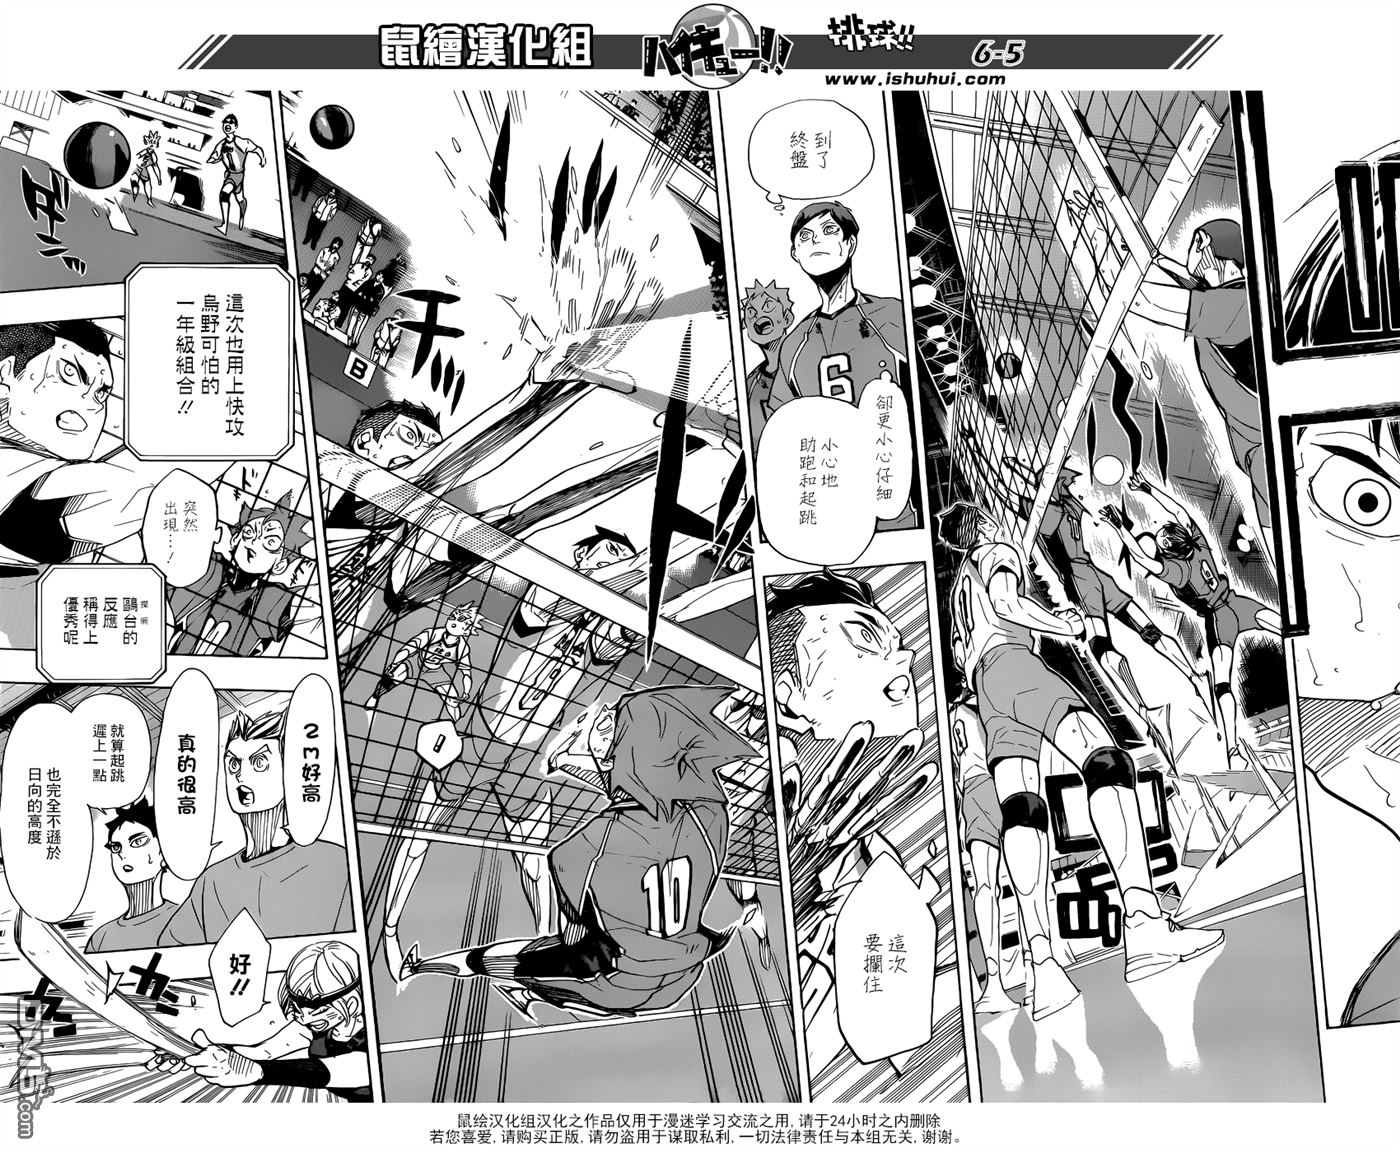 鼠繪漢化組
ハイキュー!!
排球!!
6-5
www.ishuhui.com
到了
終盤
6
卻更小心仔細
小心地
助跑和起跳
這次
要攔住
B
!
10
這次也用上快攻
烏野可怕的
一年級組合!!
突然
出現…!
鷗台的
反應
稱得上
優秀呢
2m好高
真的很高
就算起跳
遲上一點
也完全不遜於
日向的高度
好!!
鼠绘汉化组汉化之作品仅用于漫迷学习交流之用, 请于24小时之内删除
若您喜爱, 请购买正版, 请勿盗用于谋取私利, 一切法律责任与本组无关, 谢谢。